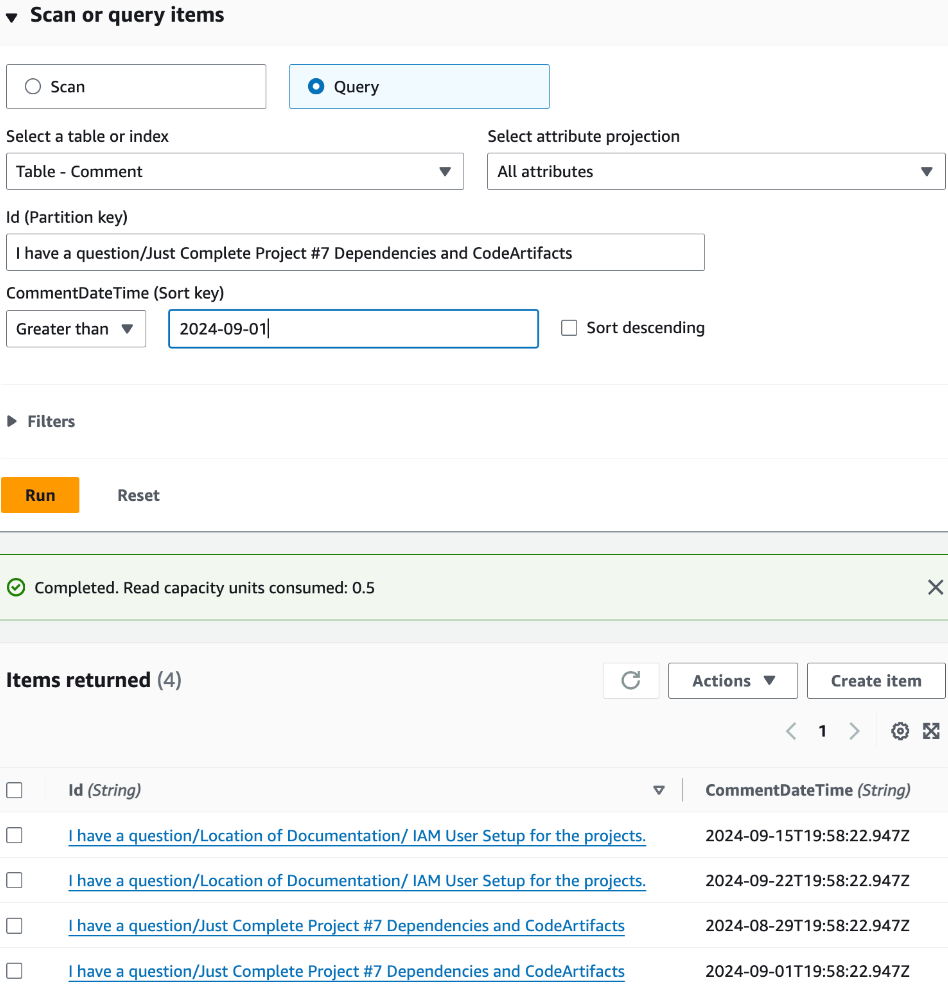 Scan or query items
Scan
Query
Select a table or index
Select attribute projection
Table - Comment
All attributes
Id (Partition key)
I have a question/Just Complete Project #7 Dependencies and CodeArtifacts
CommentDateTime (Sort key)
Greater than
2024-09-01
Sort descending
Filters
Run
Reset
Completed. Read capacity units consumed: 0.5
Items returned (4)
Actions
Create item
1
Id (String)
CommentDateTime (String)
I have a question/Location of Documentation/ IAM User Setup for the projects.
2024-09-15T19:58:22.947Z
I have a question/Location of Documentation/ IAM User Setup for the projects.
2024-09-22T19:58:22.947Z
I have a question/Just Complete Project #7 Dependencies and CodeArtifacts
2024-08-29T19:58:22.947Z
I have a question/Just Complete Project #7 Dependencies and CodeArtifacts
2024-09-01T19:58:22.947Z